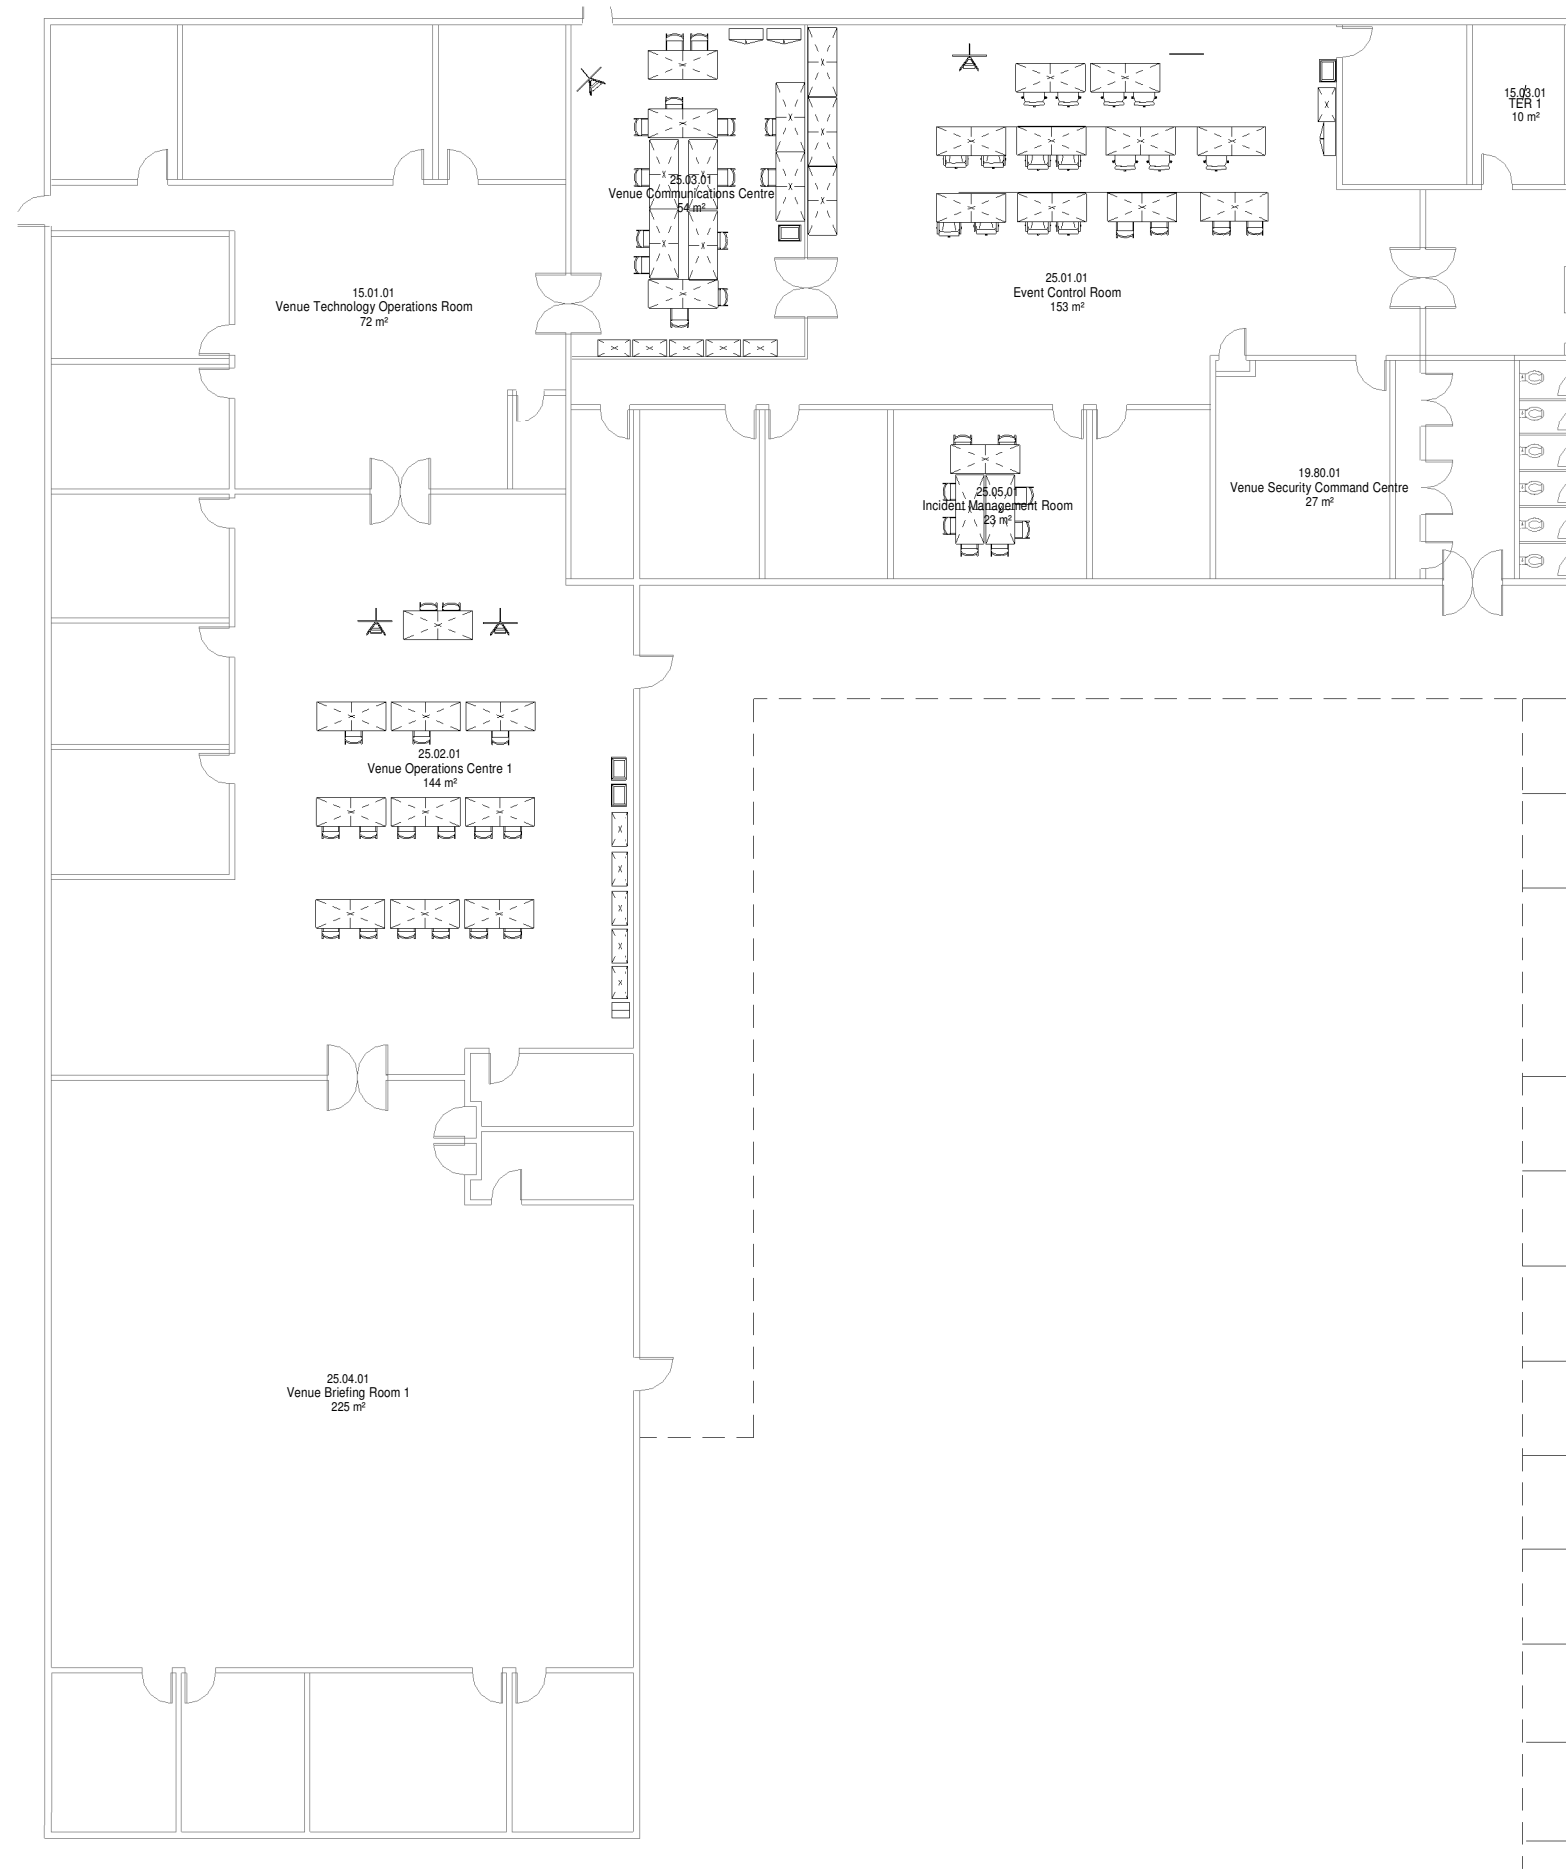 15.03.01
TER 1
10 m²
25.03.01
Venue Communications Centre
54 m²
25.01.01
Event Control Room
153 m²
15.01.01
Venue Technology Operations Room
72 m²
19.80.01
Venue Security Command Centre
27 m²
25.05.01
Incident Management Room
23 m²
25.02.01
Venue Operations Centre 1
144 m²
25.04.01
Venue Briefing Room 1
225 m²